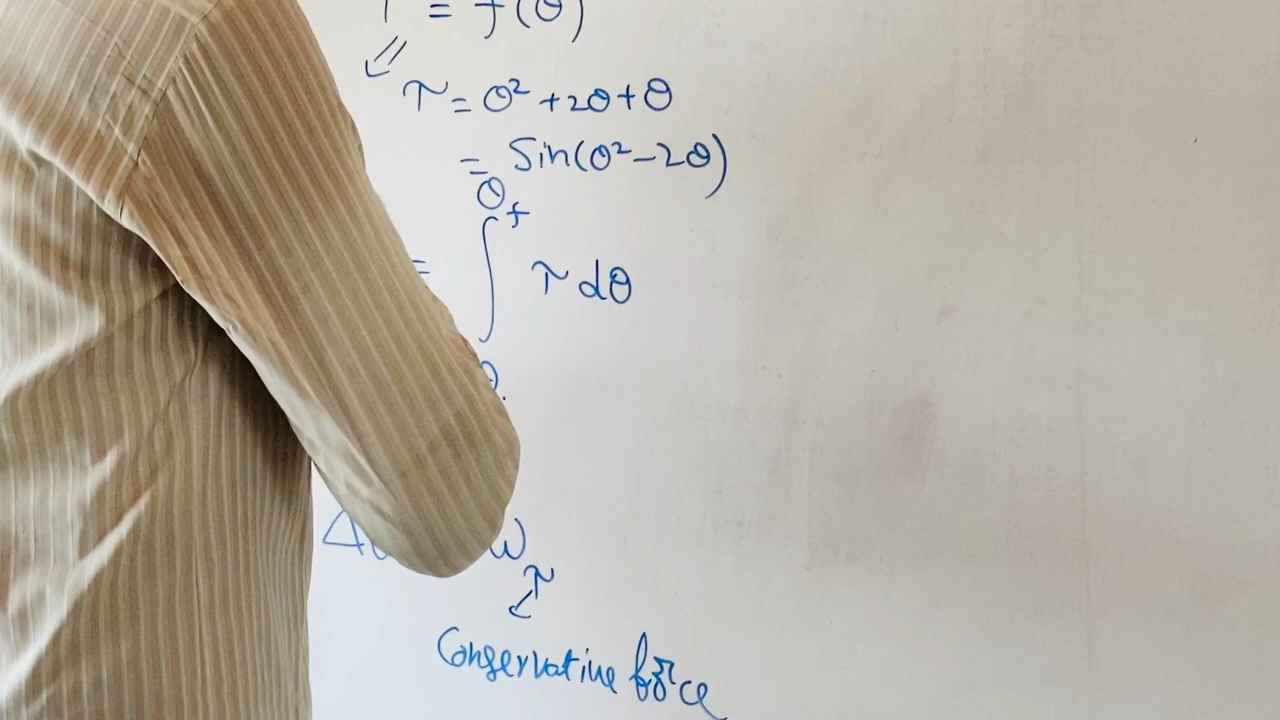 = f(θ)
τ = θ² + 2θ + θ
= Sin(θ² - 2θ)
θf
= ∫ τ dθ
θ
Δ W τ
Conservative force